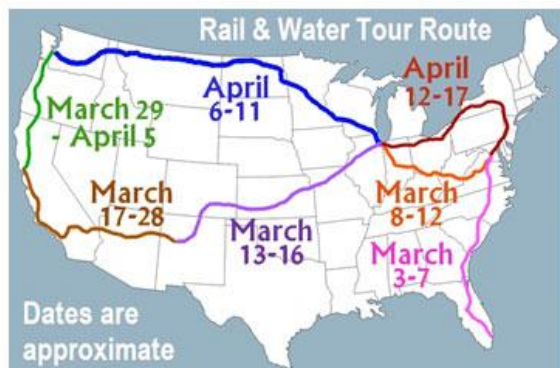 Rail & Water Tour Route
April
12-17
April
6-11
March 29
- April 5
March
17-28
March
8-12
March
13-16
March
3-7
Dates are
approximate